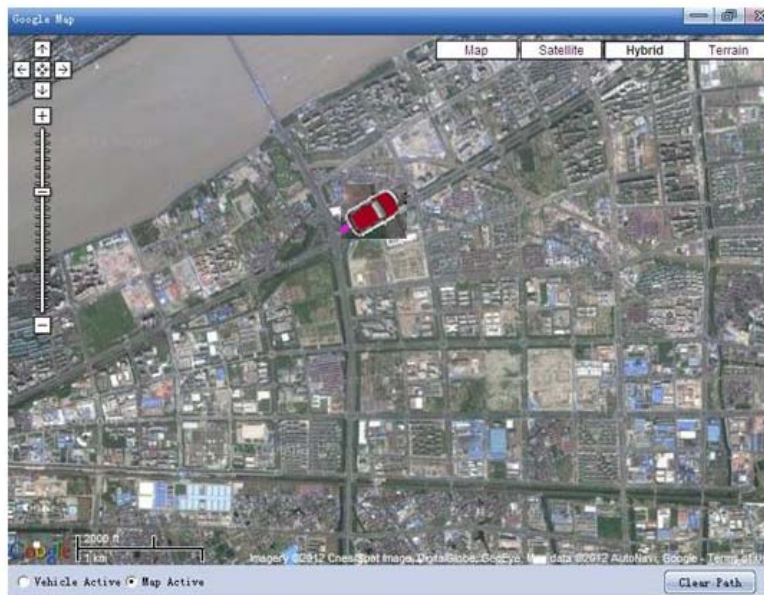 Google Map
Map Satellite Hybrid Terrain
2000 ft
1 km
Google
Imagery ©2012 Cnes/Spot Image, DigitalGlobe, GeoEye, Map data ©2012 AutoNavi, Google - Terms of U
Vehicle Active Map Active Clear Path